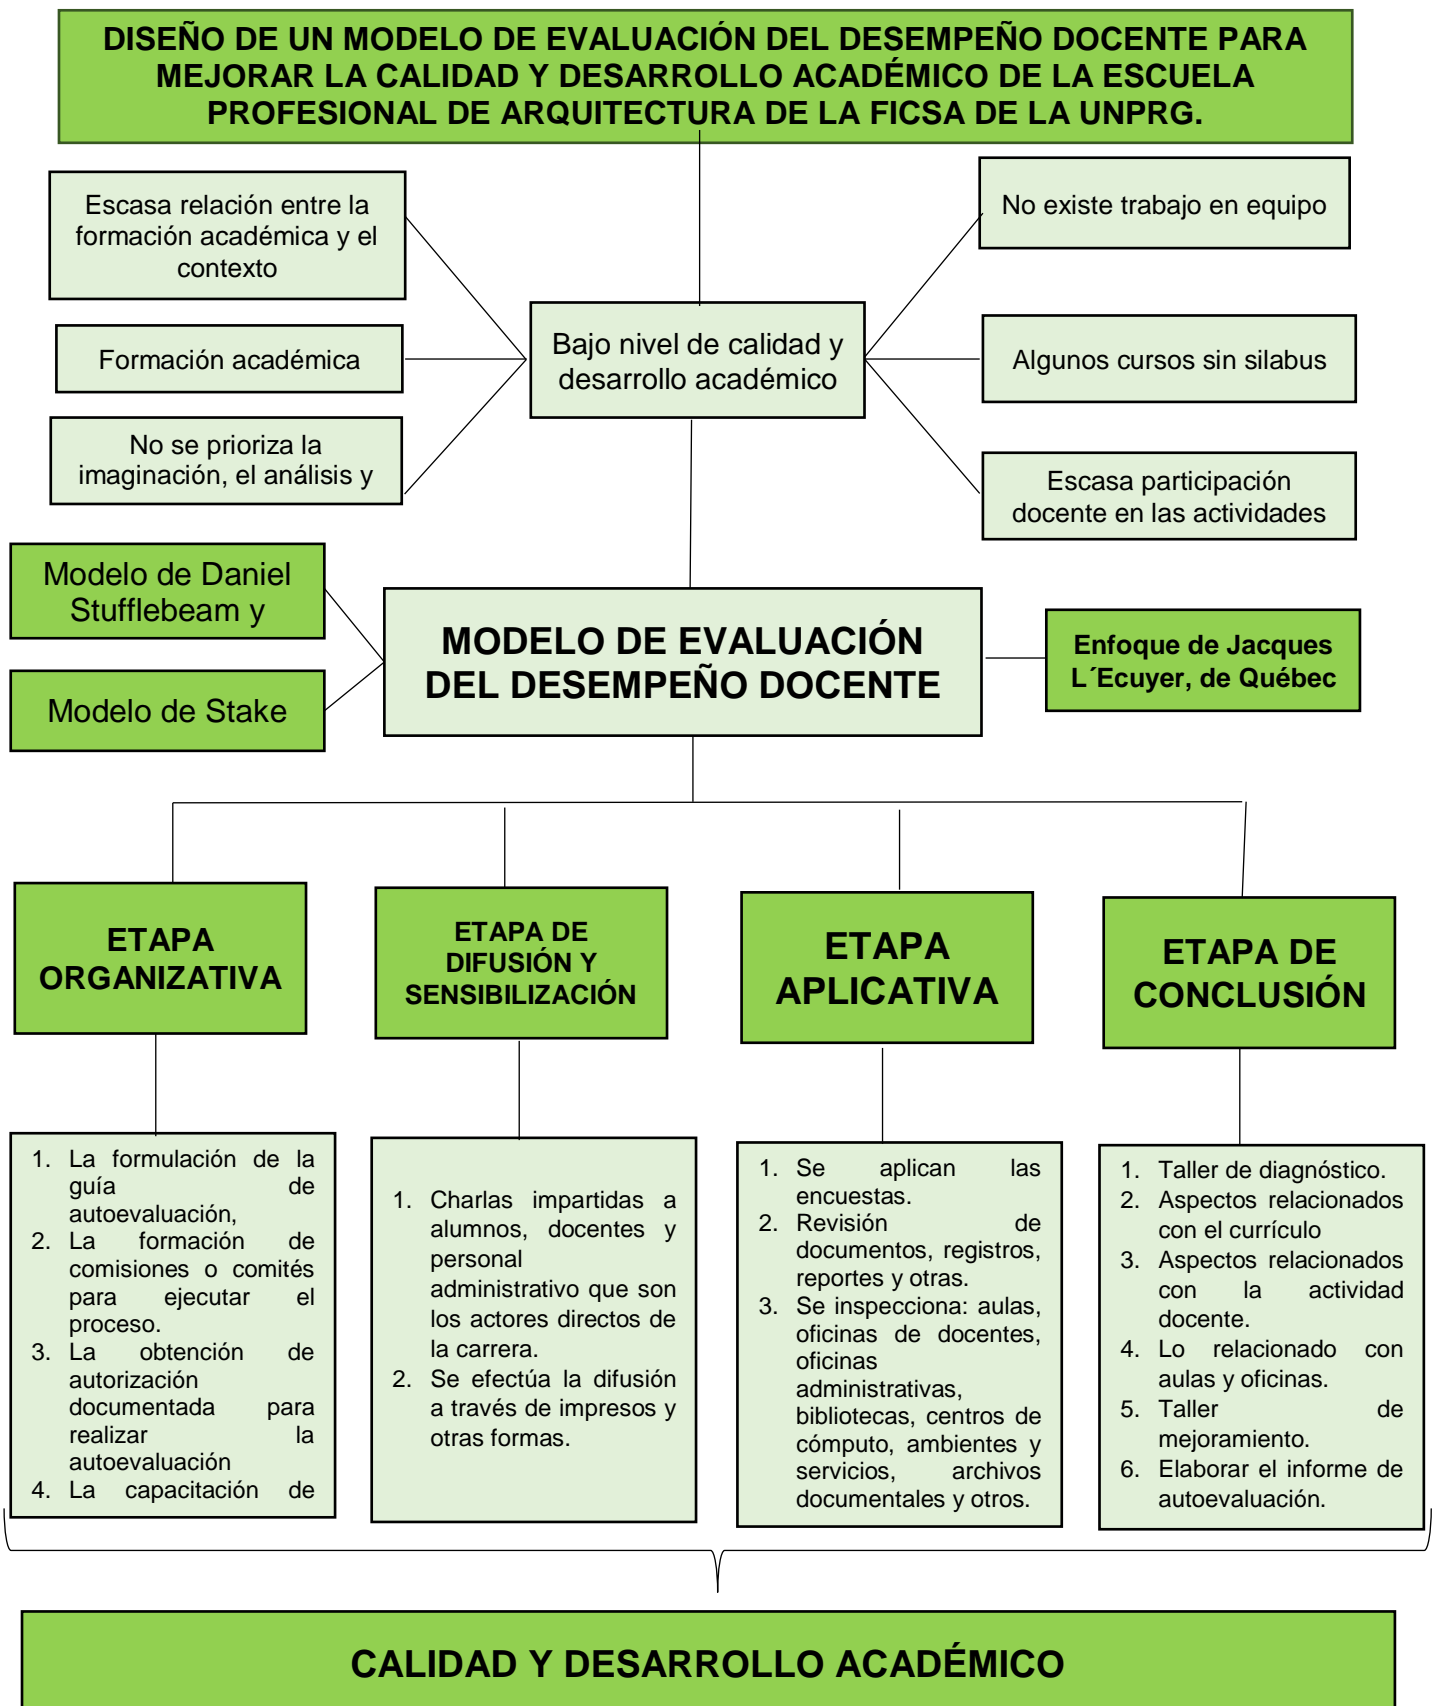 DISEÑO DE UN MODELO DE EVALUACIÓN DEL DESEMPEÑO DOCENTE PARA
MEJORAR LA CALIDAD Y DESARROLLO ACADÉMICO DE LA ESCUELA
PROFESIONAL DE ARQUITECTURA DE LA FICSA DE LA UNPRG.
Escasa relación entre la
formación académica y el
contexto
Formación académica
No se prioriza la
imaginación, el análisis y
Bajo nivel de calidad y
desarrollo académico
No existe trabajo en equipo
Algunos cursos sin silabus
Escasa participación
docente en las actividades
Modelo de Daniel
Stufflebeam y
Modelo de Stake
MODELO DE EVALUACIÓN
DEL DESEMPEÑO DOCENTE
Enfoque de Jacques
L´Ecuyer, de Québec
ETAPA
ORGANIZATIVA
ETAPA DE
DIFUSIÓN Y
SENSIBILIZACIÓN
ETAPA
APLICATIVA
ETAPA DE
CONCLUSIÓN
1. La formulación de la
guía de
autoevaluación,
2. La formación de
comisiones o comités
para ejecutar el
proceso.
3. La obtención de
autorización
documentada para
realizar la
autoevaluación
4. La capacitación de
1. Charlas impartidas a
alumnos, docentes y
personal
administrativo que son
los actores directos de
la carrera.
2. Se efectúa la difusión
a través de impresos y
otras formas.
1. Se aplican las
encuestas.
2. Revisión de
documentos, registros,
reportes y otras.
3. Se inspecciona: aulas,
oficinas de docentes,
oficinas
administrativas,
bibliotecas, centros de
cómputo, ambientes y
servicios, archivos
documentales y otros.
1. Taller de diagnóstico.
2. Aspectos relacionados
con el currículo
3. Aspectos relacionados
con la actividad
docente.
4. Lo relacionado con
aulas y oficinas.
5. Taller de
mejoramiento.
6. Elaborar el informe de
autoevaluación.
CALIDAD Y DESARROLLO ACADÉMICO